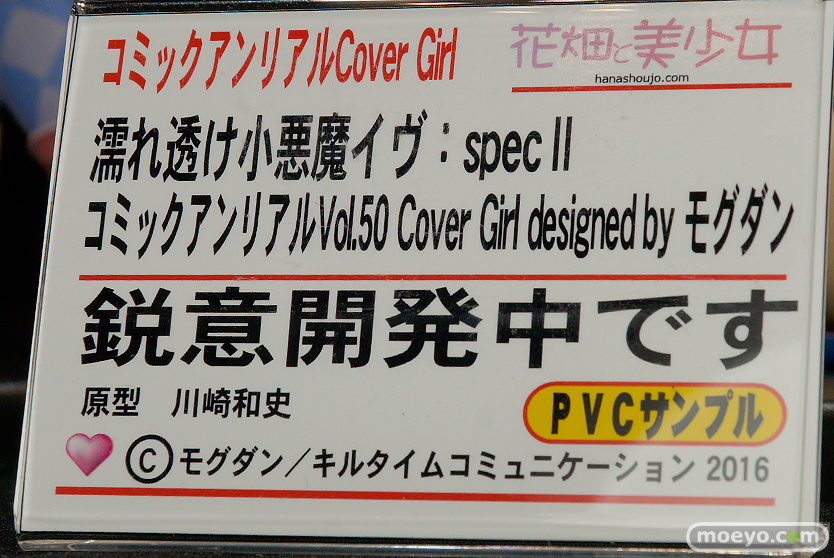 コミックアンリアルCover Girl
花畑と美少女
hanashoujo.com
濡れ透け小悪魔イヴ：spec II
コミックアンリアルVol.50 Cover Girl designed by モグダン
鋭意開発中です
原型 川崎和史
PVCサンプル
©モグダン／キルタイムコミュニケーション 2016
moeyo.com